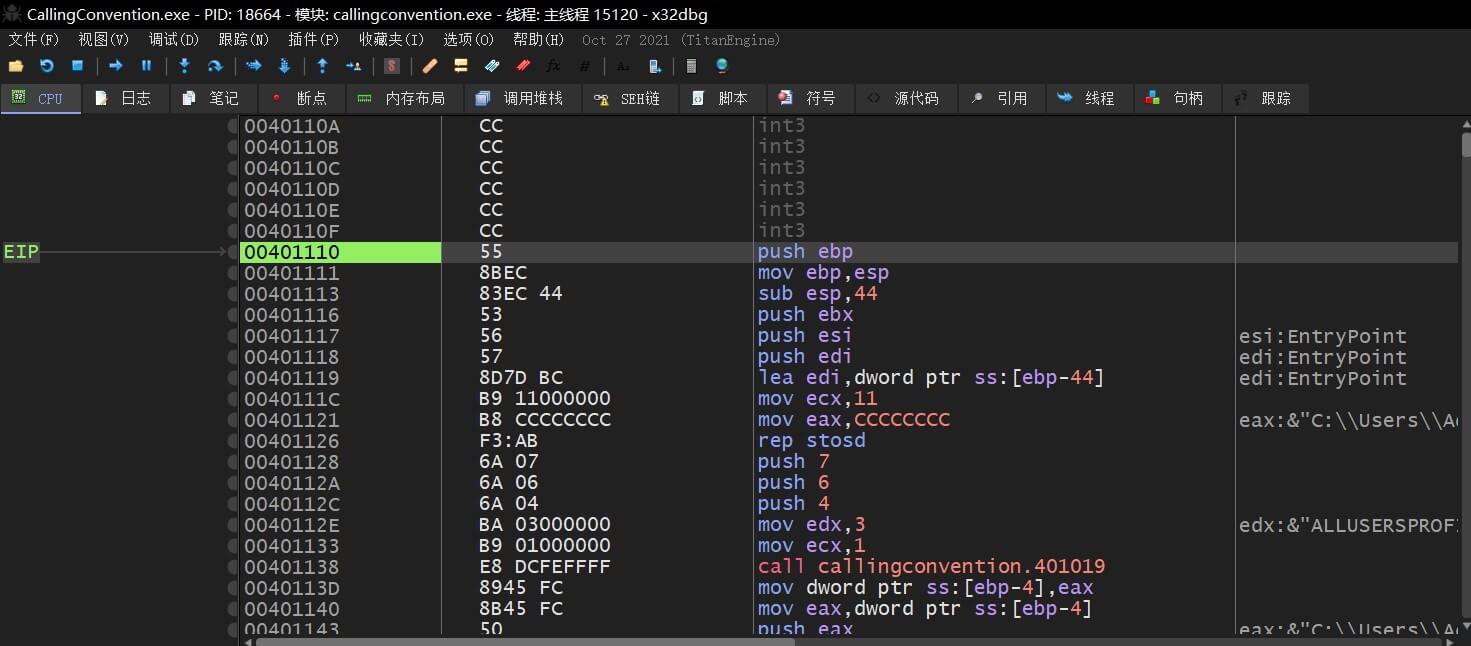 CallingConvention.exe - PID: 18664 - 模块: callingconvention.exe - 线程: 主线程 15120 - x32dbg
文件(F) 视图(V) 调试(D) 跟踪(N) 插件(P) 收藏夹(I) 选项(O) 帮助(H) Oct 27 2021 (TitanEngine)
CPU 日志 笔记 断点 内存布局 调用堆栈 SEH链 脚本 符号 源代码 引用 线程 句柄 跟踪
0040110A CC int3
0040110B CC int3
0040110C CC int3
0040110D CC int3
0040110E CC int3
0040110F CC int3
EIP 00401110 55 push ebp
00401111 8BEC mov ebp,esp
00401113 83EC 44 sub esp,44
00401116 53 push ebx
00401117 56 push esi esi:EntryPoint
00401118 57 push edi edi:EntryPoint
00401119 8D7D BC lea edi,dword ptr ss:[ebp-44] edi:EntryPoint
0040111C B9 11000000 mov ecx,11
00401121 B8 CCCCCCCC mov eax,CCCCCCCC eax:&"C:\\Users\\A
00401126 F3:AB rep stosd
00401128 6A 07 push 7
0040112A 6A 06 push 6
0040112C 6A 04 push 4
0040112E BA 03000000 mov edx,3 edx:&"ALLUSERSPROF
00401133 B9 01000000 mov ecx,1
00401138 E8 DCFEFFFF call callingconvention.401019
0040113D 8945 FC mov dword ptr ss:[ebp-4],eax
00401140 8B45 FC mov eax,dword ptr ss:[ebp-4]
00401143 50 push eax eax:&"C:\\Users\\A